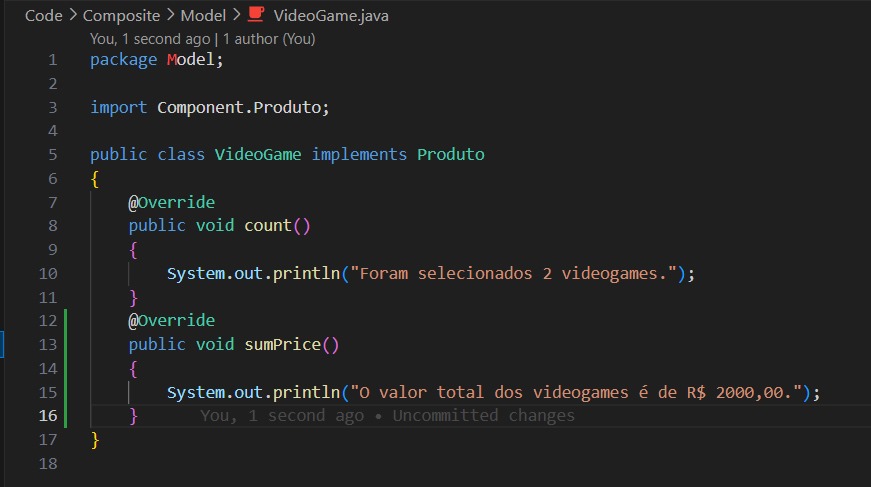 Code > Composite > Model > VideoGame.java
You, 1 second ago | 1 author (You)
1 package Model;
2
3 import Component.Produto;
4
5 public class VideoGame implements Produto
6 {
7 @Override
8 public void count()
9 {
10 System.out.println("Foram selecionados 2 videogames.");
11 }
12 @Override
13 public void sumPrice()
14 {
15 System.out.println("O valor total dos videogames é de R$ 2000,00.");
16 } You, 1 second ago • Uncommitted changes
17 }
18